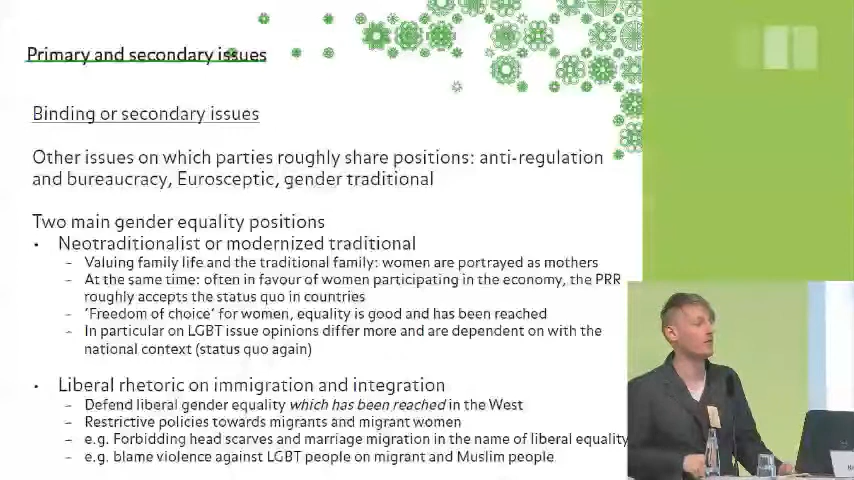 Primary and secondary issues
Binding or secondary issues
Other issues on which parties roughly share positions: anti-regulation
and bureaucracy, Eurosceptic, gender traditional
Two main gender equality positions
• Neotraditionalist or modernized traditional
– Valuing family life and the traditional family: women are portrayed as mothers
– At the same time: often in favour of women participating in the economy, the PRR
roughly accepts the status quo in countries
– 'Freedom of choice' for women, equality is good and has been reached
– In particular on LGBT issue opinions differ more and are dependent on with the
national context (status quo again)
• Liberal rhetoric on immigration and integration
– Defend liberal gender equality which has been reached in the West
– Restrictive policies towards migrants and migrant women
– e.g. Forbidding head scarves and marriage migration in the name of liberal equality
– e.g. blame violence against LGBT people on migrant and Muslim people